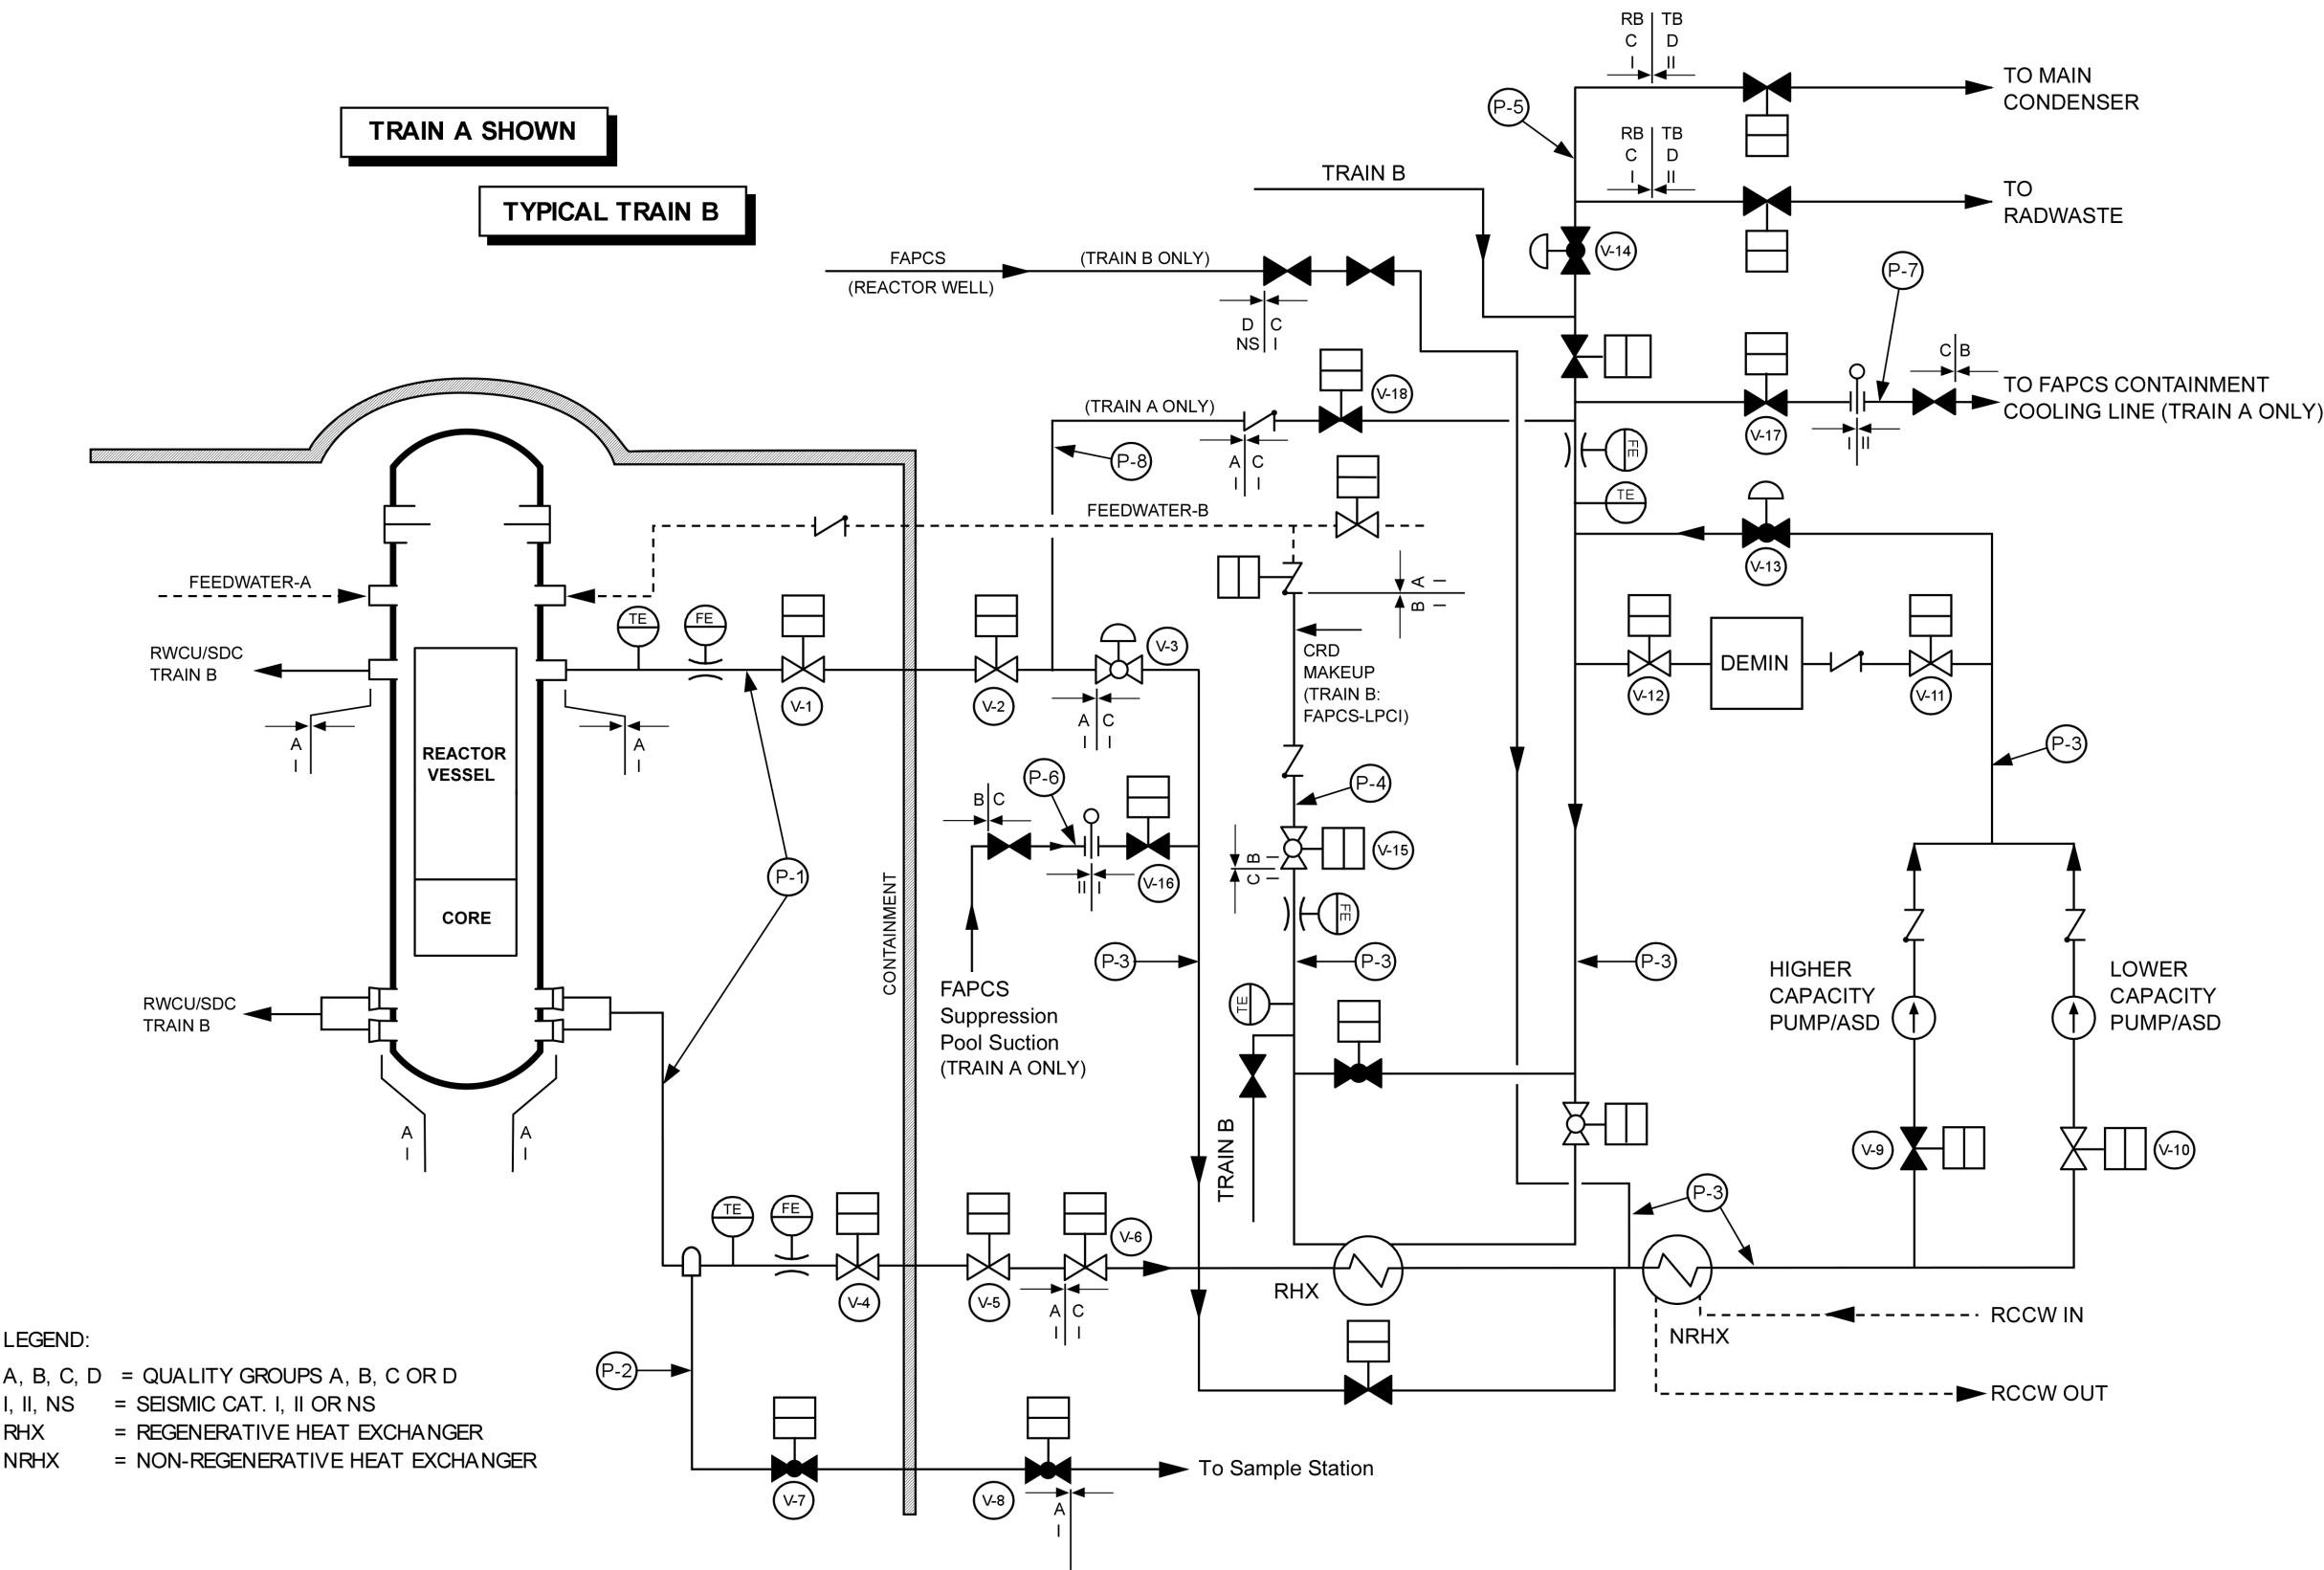 TRAIN A SHOWN
TYPICAL TRAIN B
RB TB
C D
I II
TO MAIN
CONDENSER
P-5
RB TB
C D
I II
TO
RADWASTE
TRAIN B
V-14
FAPCS
(REACTOR WELL)
(TRAIN B ONLY)
D C
NS I
P-7
C B
TO FAPCS CONTAINMENT
COOLING LINE (TRAIN A ONLY)
V-17
I II
V-18
(TRAIN A ONLY)
A C
I I
P-8
FE
TE
FEEDWATER-B
V-13
FEEDWATER-A
A I
B I
RWCU/SDC
TRAIN B
TE
FE
V-1
V-2
V-3
A C
I I
CRD
MAKEUP
(TRAIN B:
FAPCS-LPCI)
V-12
DEMIN
V-11
P-3
A
I
A
I
REACTOR
VESSEL
CORE
P-1
CONTAINMENT
B C
P-6
II I
V-16
P-4
V-15
B I
C I
FE
FAPCS
Suppression
Pool Suction
(TRAIN A ONLY)
P-3
P-3
P-3
TE
TRAIN B
HIGHER
CAPACITY
PUMP/ASD
LOWER
CAPACITY
PUMP/ASD
RWCU/SDC
TRAIN B
A
I
A
I
V-9
V-10
P-3
TE
FE
V-4
V-5
V-6
A C
I I
RHX
NRHX
RCCW IN
RCCW OUT
P-2
V-7
V-8
A
I
To Sample Station
LEGEND:
A, B, C, D = QUALITY GROUPS A, B, C OR D
I, II, NS = SEISMIC CAT. I, II OR NS
RHX = REGENERATIVE HEAT EXCHANGER
NRHX = NON-REGENERATIVE HEAT EXCHANGER